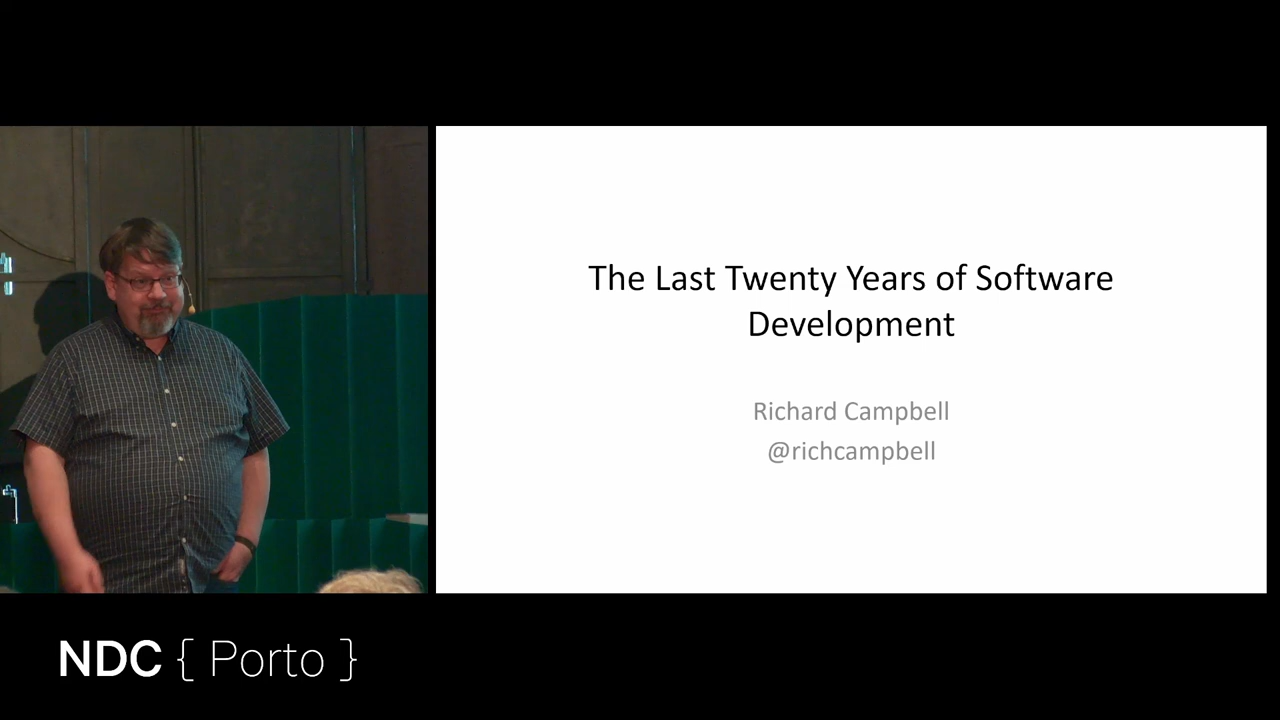 The Last Twenty Years of Software
Development
Richard Campbell
@richcampbell
NDC { Porto }